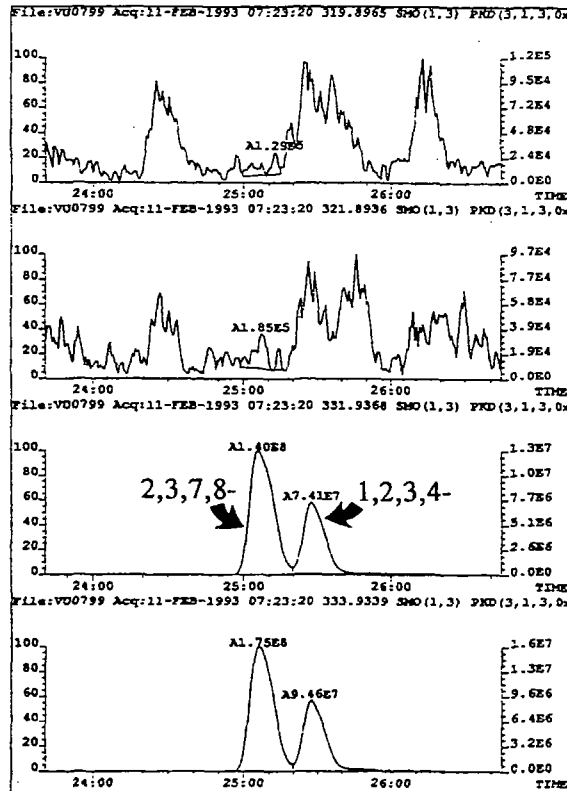 File:VU0799 Acq:11-FEB-1993 07:23:20 319.8965 SMO(1,3) PKD(3,1,3,0x
100 1.2E5
80 9.5E4
60 7.2E4
A1.29E5
40 4.8E4
20 2.4E4
0 0.0E0
24:00 25:00 26:00 TIME
File:VU0799 Acq:11-FEB-1993 07:23:20 321.8936 SMO(1,3) PKD(3,1,3,0x
100 9.7E4
80 7.7E4
60 5.8E4
A1.85E5
40 3.9E4
20 1.9E4
0 0.0E0
24:00 25:00 26:00 TIME
File:VU0799 Acq:11-FEB-1993 07:23:20 331.9368 SMO(1,3) PKD(3,1,3,0x
A1.40E8
100 1.3E7
80 1.0E7
2,3,7,8- A7.41E7 1,2,3,4-
60 7.7E6
40 5.1E6
20 2.6E6
0 0.0E0
24:00 25:00 26:00 TIME
File:VU0799 Acq:11-FEB-1993 07:23:20 333.9339 SMO(1,3) PKD(3,1,3,0x
A1.75E8
100 1.6E7
80 1.3E7
A9.46E7
60 9.6E6
40 6.4E6
20 3.2E6
0 0.0E0
24:00 25:00 26:00 TIME